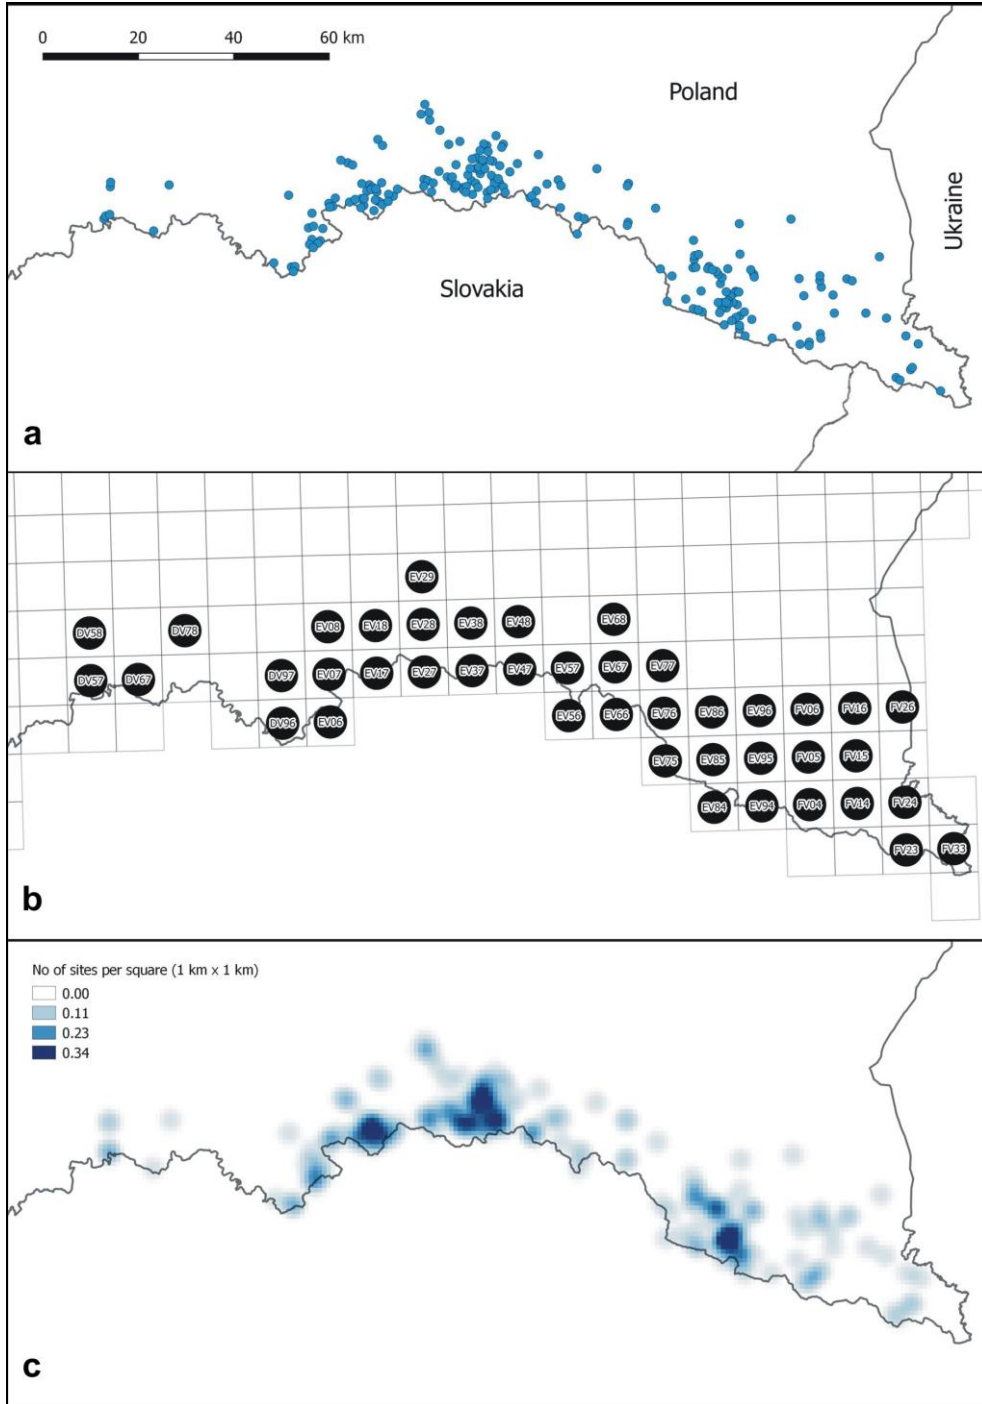 0 20 40 60 km
Poland
Ukraine
Slovakia
a
EV29
DV58 DV78 EV08 EV18 EV28 EV38 EV48 EV68
DV57 DV67 DV97 EV07 EV17 EV27 EV37 EV47 EV57 EV67 EV77
DV96 EV06 EV56 EV66 EV76 EV86 EV96 FV06 FV16 FV26
EV75 EV85 EV95 FV05 FV15
EV84 EV94 FV04 FV14 FV24
FV23 FV33
b
No of sites per square (1 km x 1 km)
0.00
0.11
0.23
0.34
c